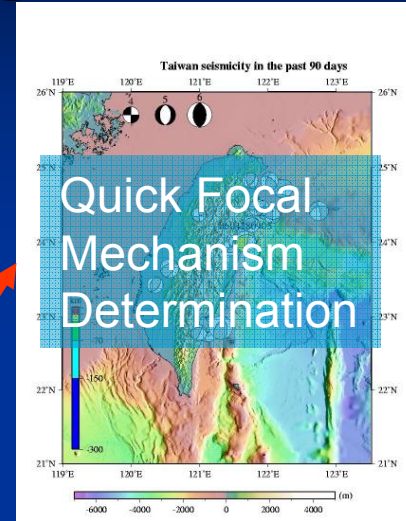 Taiwan seismicity in the past 90 days
119°E 120°E 121°E 122°E 123°E
4 5 6
26°N 26°N
25°N 25°N
Quick Focal
24°N Mechanism 24°N
23°N Determination 23°N
-70
22°N -150 22°N
-300
21°N 21°N
119°E 120°E 121°E 122°E 123°E
(m)
-6000 -4000 -2000 0 2000 4000